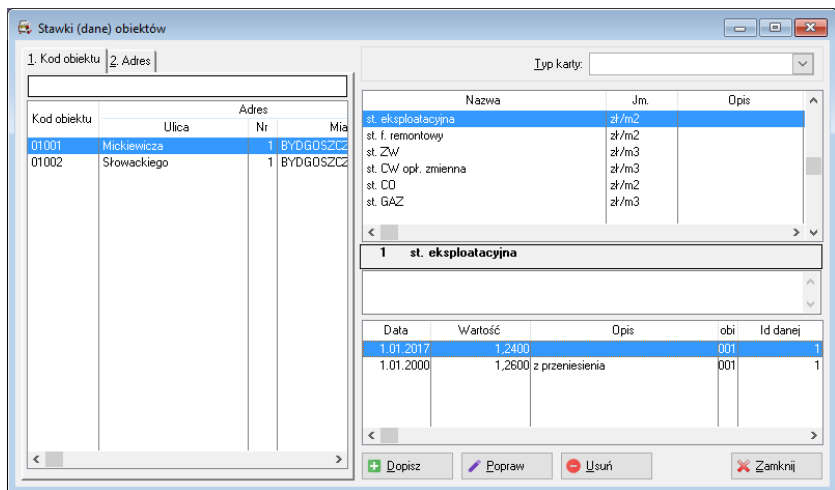 Stawki (dane) obiektów
1. Kod obiektu 2. Adres
Typ karty:
Kod obiektu Adres
Ulica Nr Mia
01001 Mickiewicza 1 BYDGOSZCZ
01002 Słowackiego 1 BYDGOSZCZ
Nazwa Jm. Opis
st. eksploatacyjna zł/m2
st. f. remontowy zł/m2
st. ZW zł/m3
st. CW opł. zmienna zł/m3
st. CO zł/m2
st. GAZ zł/m3
1 st. eksploatacyjna
Data Wartość Opis obi Id danej
1.01.2017 1,2400 001 1
1.01.2000 1,2600 z przeniesienia 001 1
Dopisz Popraw Usuń Zamknij